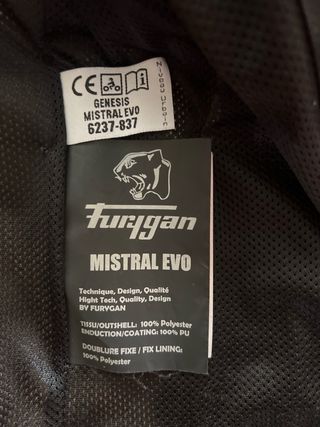 CE
GENESIS
MISTRAL EVO
6237-837
Niveau Urbain
Furygan
MISTRAL EVO
Technique, Design, Qualité
Hight Tech, Quality, Design
BY FURYGAN
TISSU/OUTSHELL: 100% Polyester
ENDUCTION/COATING: 100% PU
DOUBLURE FIXE / FIX LINING:
100% Polyester